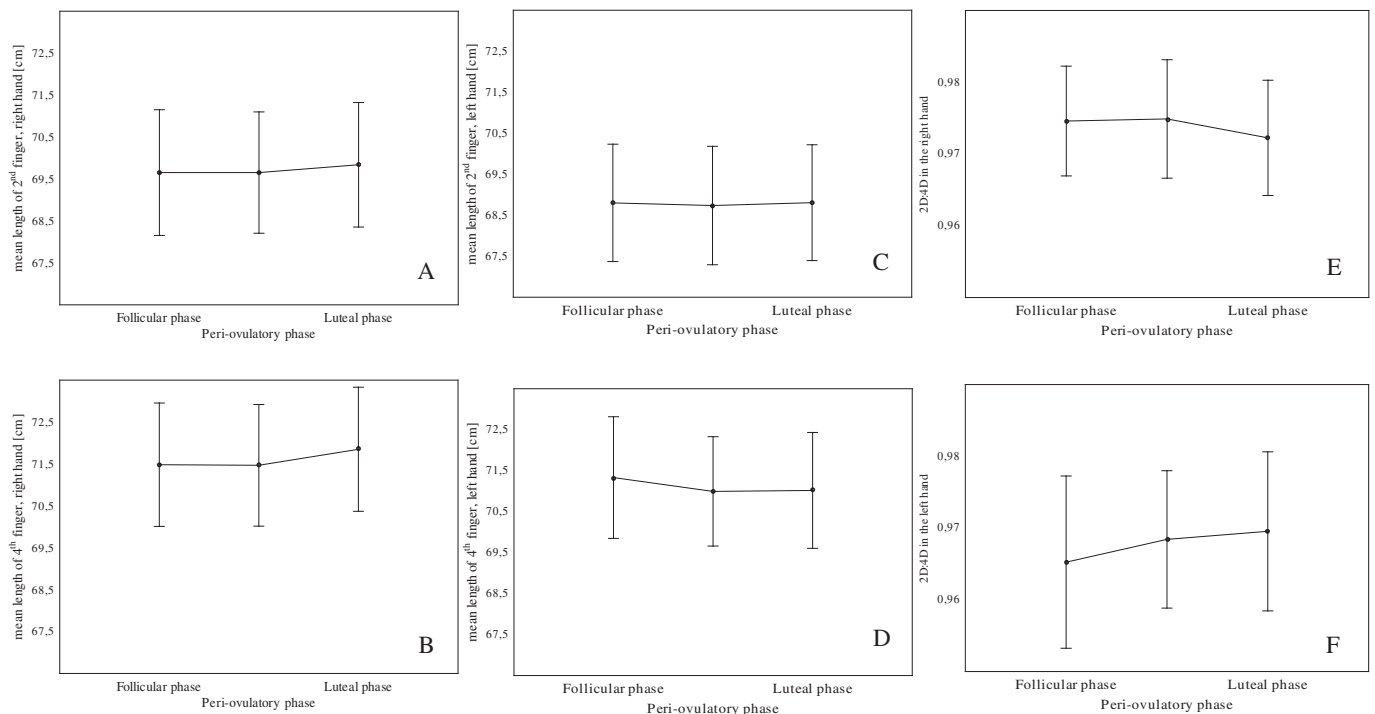 mean length of 2nd finger, right hand [cm]
72,5
71,5
70,5
69,5
68,5
67,5
A
Follicular phase
Luteal phase
Peri-ovulatory phase
mean length of 2nd finger, left hand [cm]
72,5
71,5
70,5
69,5
68,5
67,5
C
Follicular phase
Luteal phase
Peri-ovulatory phase
2D:4D in the right hand
0,98
0,97
0,96
E
Follicular phase
Luteal phase
Peri-ovulatory phase
mean length of 4th finger, right hand [cm]
72,5
71,5
70,5
69,5
68,5
67,5
B
Follicular phase
Luteal phase
Peri-ovulatory phase
mean length of 4th finger, left hand [cm]
72,5
71,5
70,5
69,5
68,5
67,5
D
Follicular phase
Luteal phase
Peri-ovulatory phase
2D:4D in the left hand
0,98
0,97
0,96
F
Follicular phase
Luteal phase
Peri-ovulatory phase